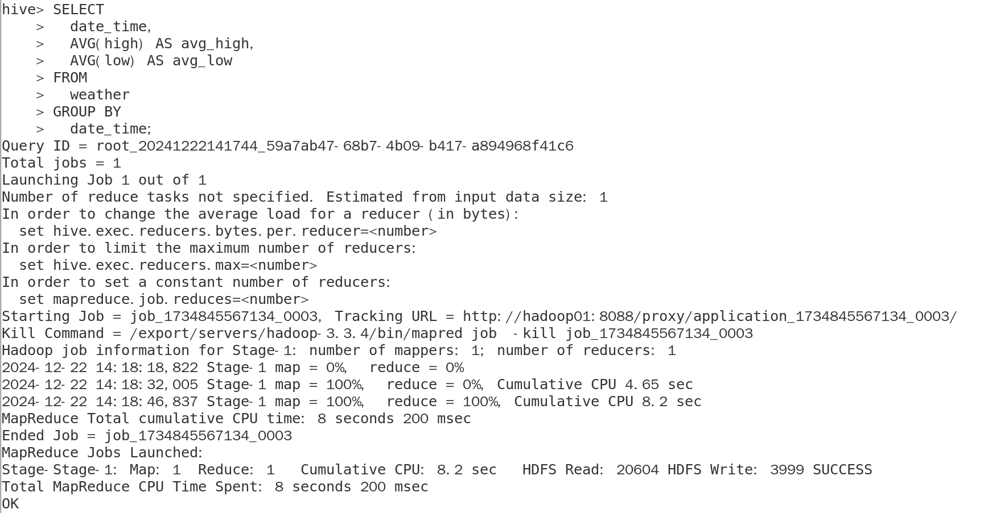 hive> SELECT
    >   date_time,
    >   AVG(high) AS avg_high,
    >   AVG(low) AS avg_low
    > FROM
    >   weather
    > GROUP BY
    >   date_time;
Query ID = root_20241222141744_59a7ab47-68b7-4b09-b417-a894968f41c6
Total jobs = 1
Launching Job 1 out of 1
Number of reduce tasks not specified. Estimated from input data size: 1
In order to change the average load for a reducer (in bytes):
  set hive.exec.reducers.bytes.per.reducer=<number>
In order to limit the maximum number of reducers:
  set hive.exec.reducers.max=<number>
In order to set a constant number of reducers:
  set mapreduce.job.reduces=<number>
Starting Job = job_1734845567134_0003, Tracking URL = http://hadoop01:8088/proxy/application_1734845567134_0003/
Kill Command = /export/servers/hadoop-3.3.4/bin/mapred job  -kill job_1734845567134_0003
Hadoop job information for Stage-1: number of mappers: 1; number of reducers: 1
2024-12-22 14:18:18,822 Stage-1 map = 0%,  reduce = 0%
2024-12-22 14:18:32,005 Stage-1 map = 100%,  reduce = 0%, Cumulative CPU 4.65 sec
2024-12-22 14:18:46,837 Stage-1 map = 100%,  reduce = 100%, Cumulative CPU 8.2 sec
MapReduce Total cumulative CPU time: 8 seconds 200 msec
Ended Job = job_1734845567134_0003
MapReduce Jobs Launched:
Stage-Stage-1: Map: 1  Reduce: 1   Cumulative CPU: 8.2 sec   HDFS Read: 20604 HDFS Write: 3999 SUCCESS
Total MapReduce CPU Time Spent: 8 seconds 200 msec
OK